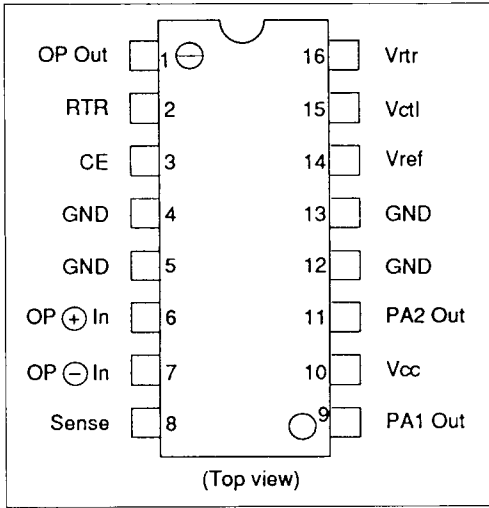 OP Out 1 ⊖ 16 Vrtr
RTR 2 15 Vctl
CE 3 14 Vref
GND 4 13 GND
GND 5 12 GND
OP ⊕ In 6 11 PA2 Out
OP ⊖ In 7 10 Vcc
Sense 8 9 PA1 Out
(Top view)